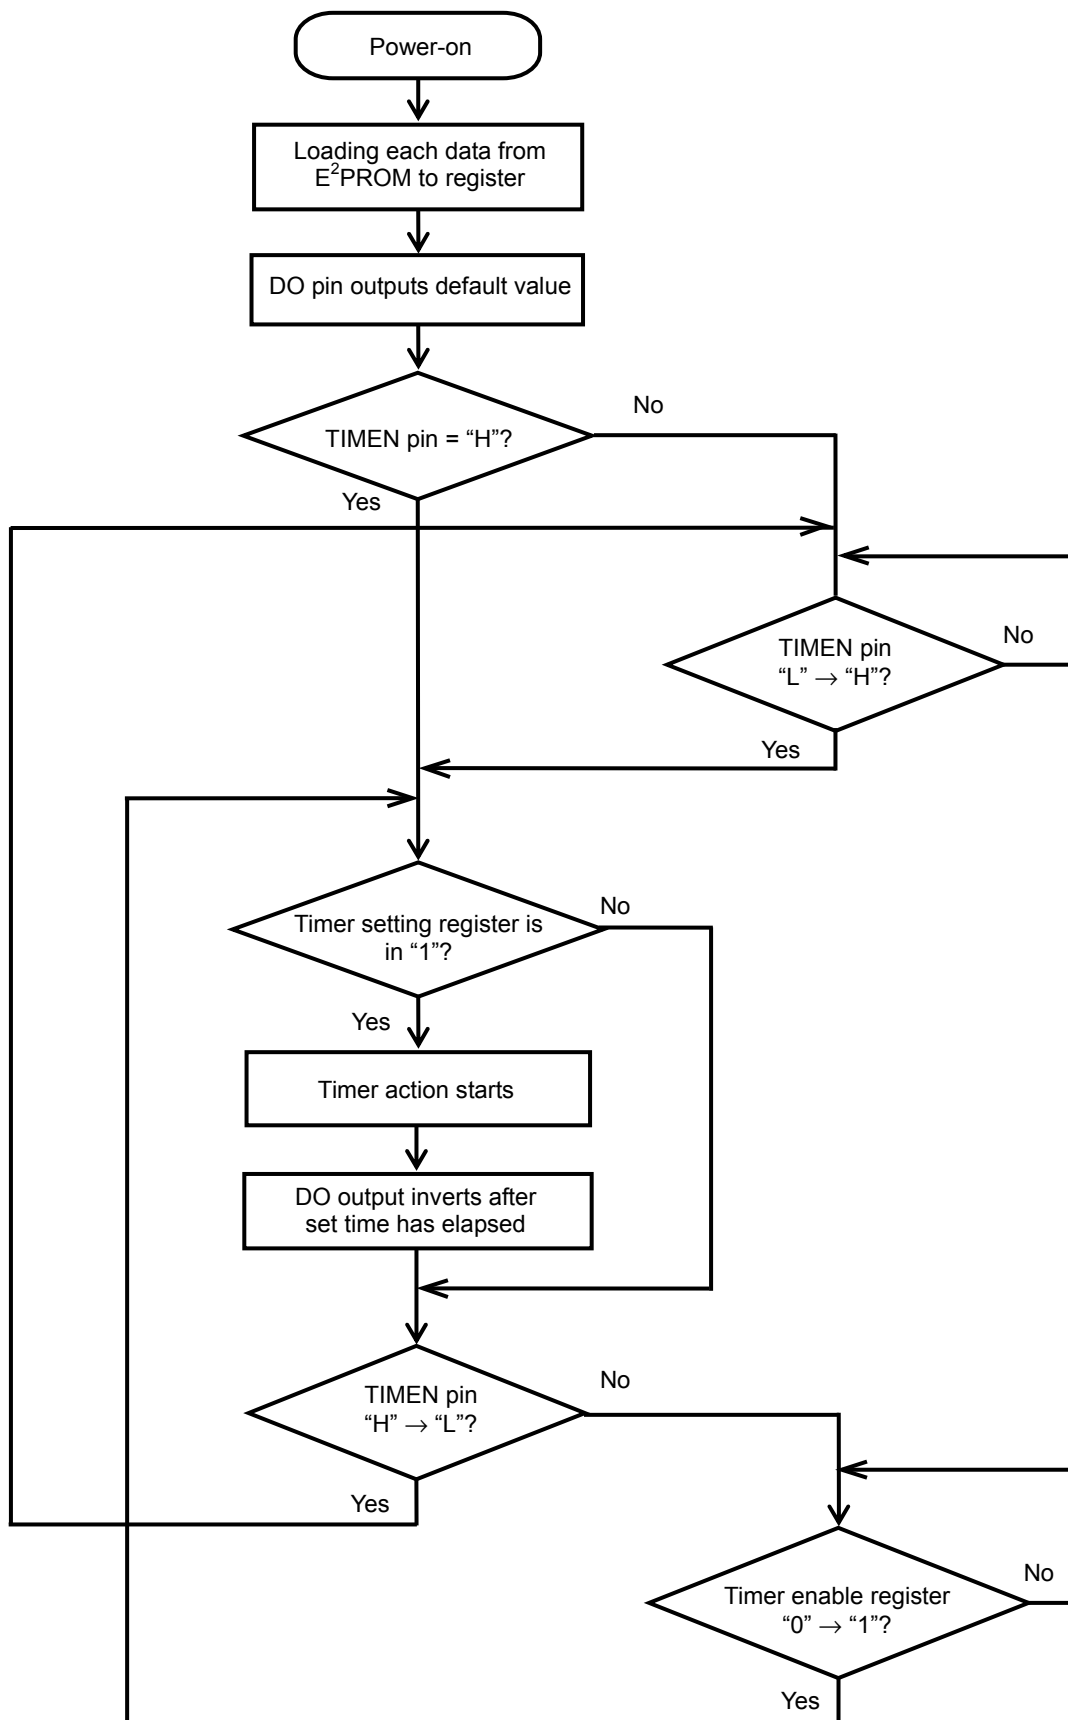 Power-on
Loading each data from
E²PROM to register
DO pin outputs default value
TIMEN pin = “H”?
No
Yes
TIMEN pin
“L” → “H”?
No
Yes
Timer setting register is
in “1”?
No
Yes
Timer action starts
DO output inverts after
set time has elapsed
TIMEN pin
“H” → “L”?
No
Yes
Timer enable register
“0” → “1”?
No
Yes